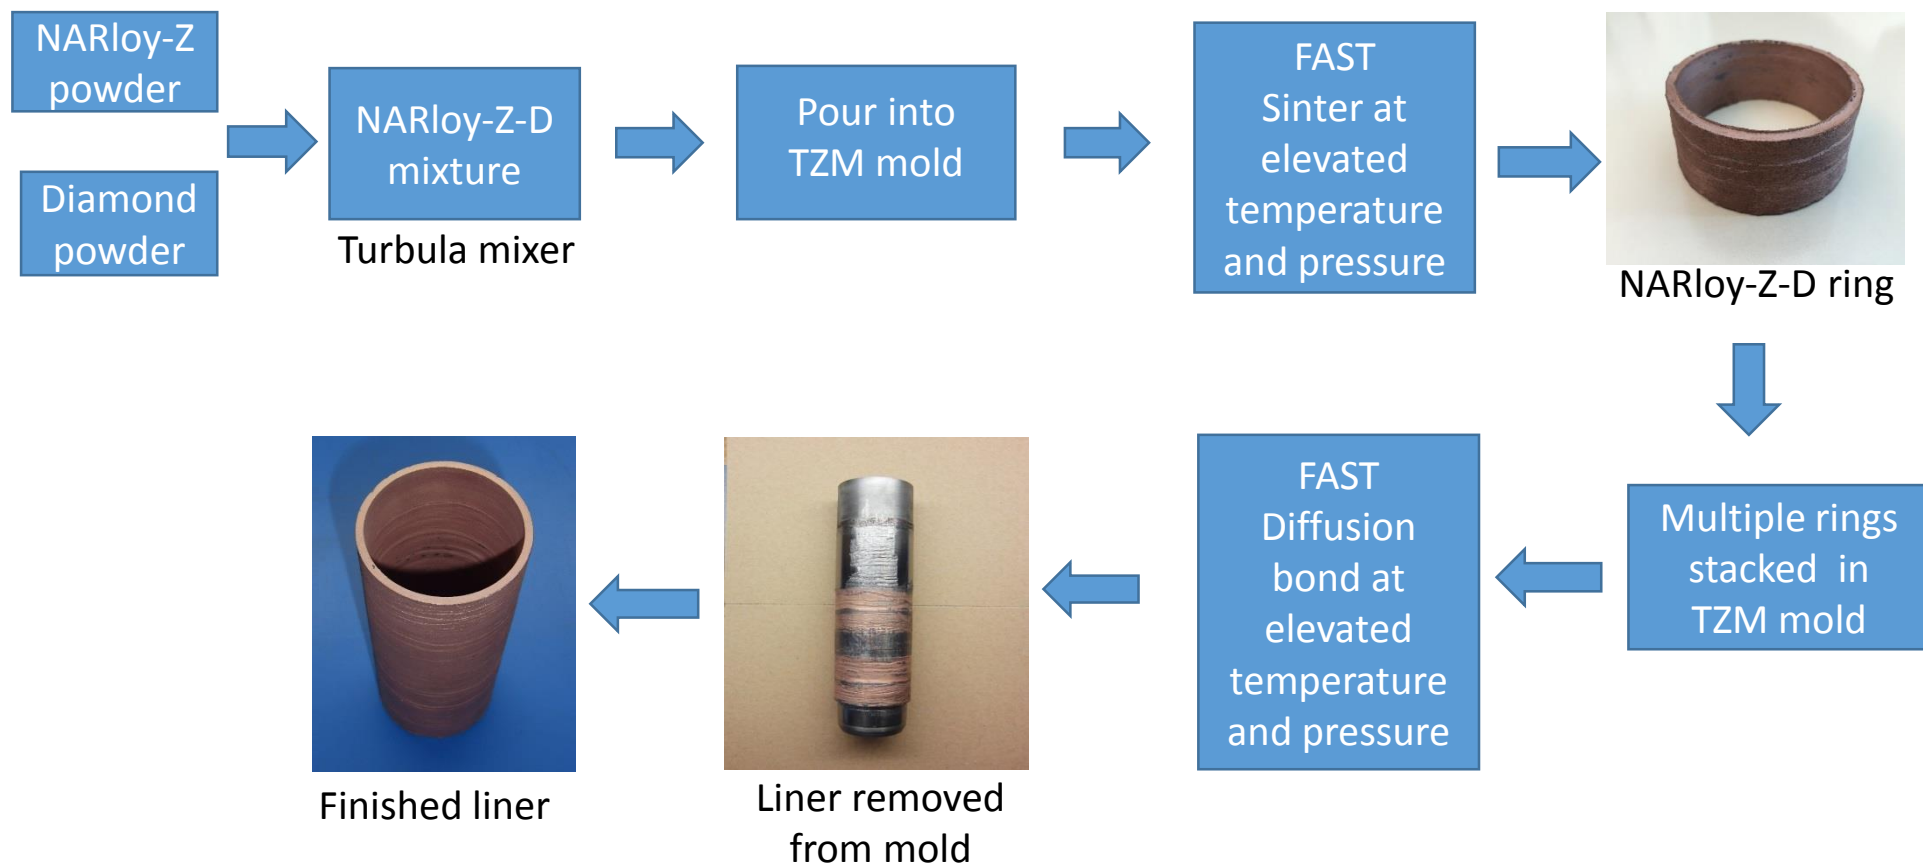 NARloy-Z
powder
Diamond
powder
NARloy-Z-D
mixture
Turbula mixer
Pour into
TZM mold
FAST
Sinter at
elevated
temperature
and pressure
NARloy-Z-D ring
Multiple rings
stacked in
TZM mold
FAST
Diffusion
bond at
elevated
temperature
and pressure
Liner removed
from mold
Finished liner